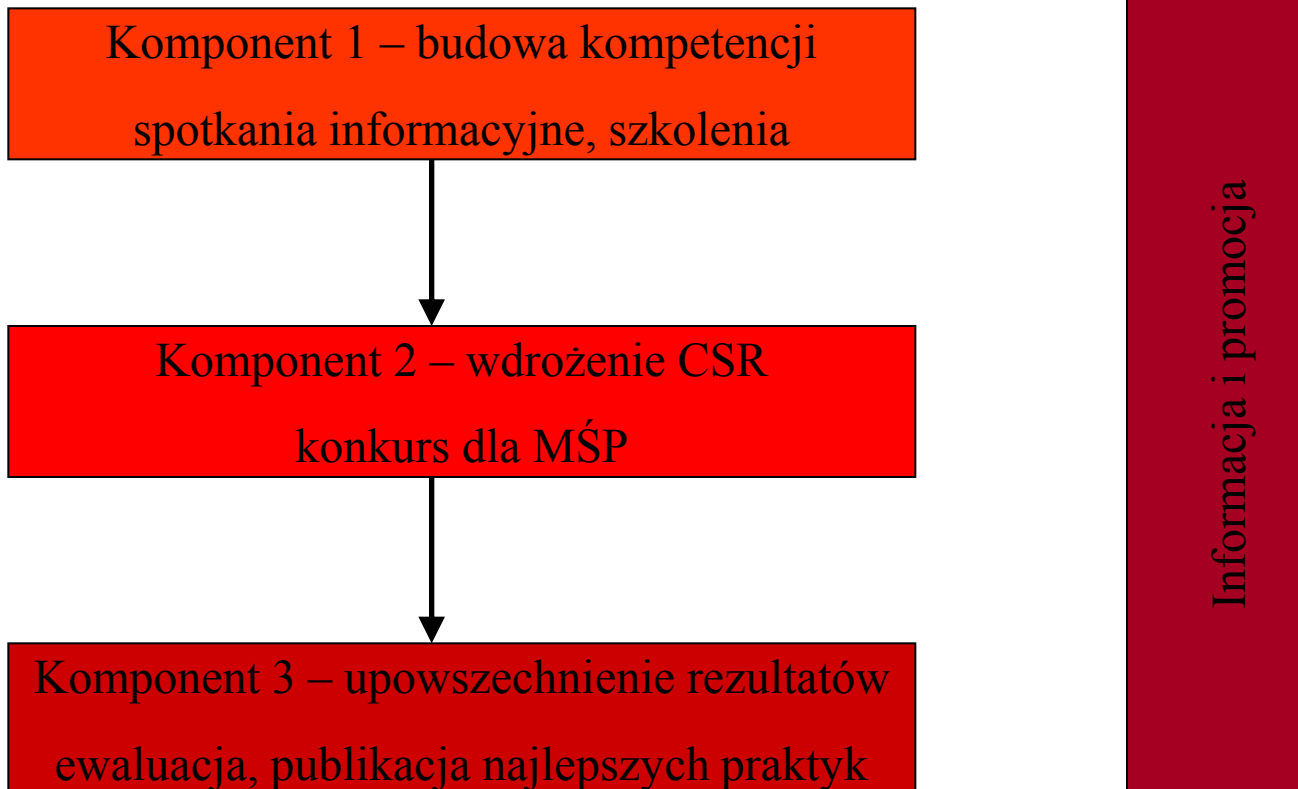 Komponent 1 – budowa kompetencji
spotkania informacyjne, szkolenia
Komponent 2 – wdrożenie CSR
konkurs dla MŚP
Komponent 3 – upowszechnienie rezultatów
ewaluacja, publikacja najlepszych praktyk
Informacja i promocja